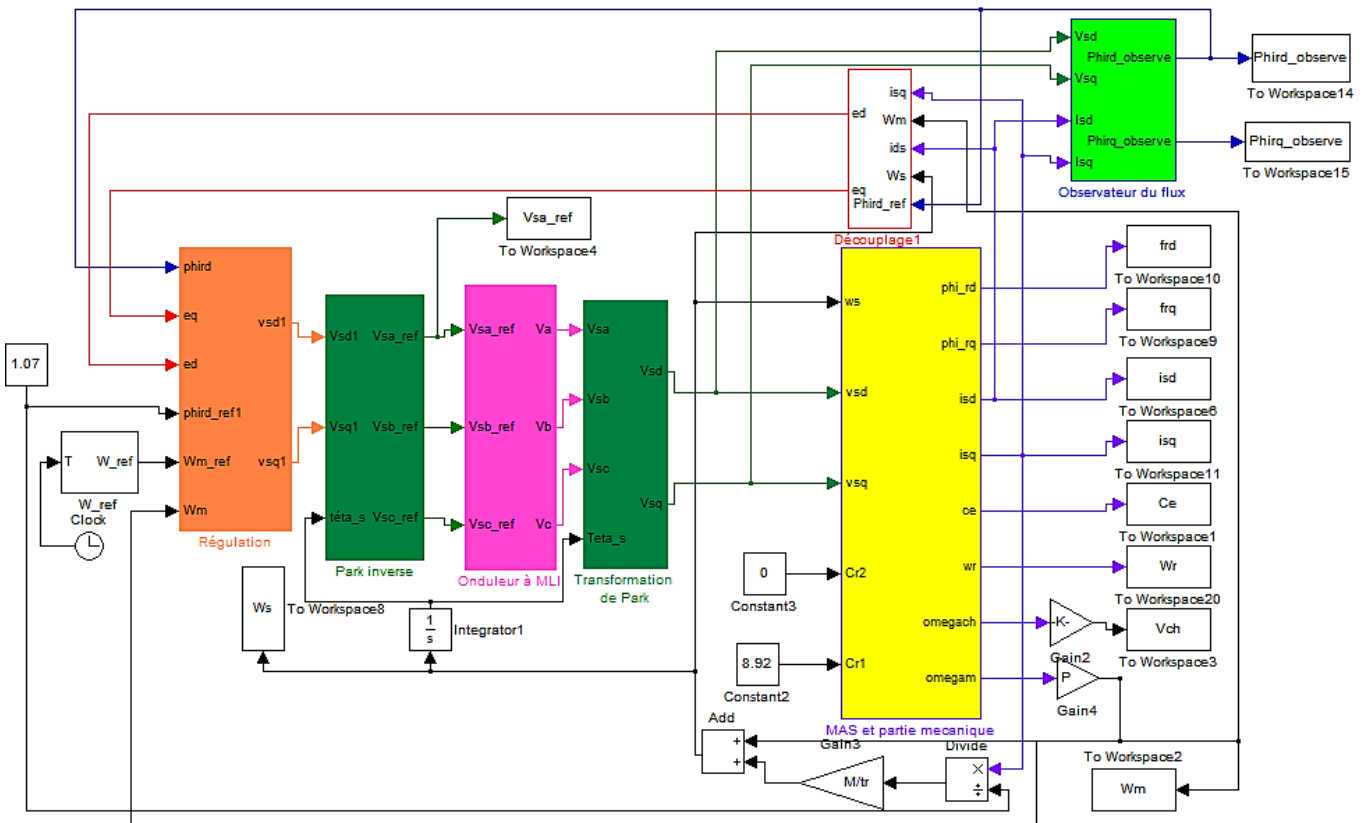 Vsd
Phird_observe
Vsq
Isd
Phirq_observe
Isq
Observateur du flux
Phird_observe
To Workspace14
Phirq_observe
To Workspace15
isq
ed
Wm
ids
Ws
eq
Phird_ref
Découplage1
Vsa_ref
To Workspace4
phird
eq
ed
phird_ref1
Wm_ref
Wm
vsd1
vsq1
Régulation
1.07
T
W_ref
W_ref
Clock
Vsd1
Vsq1
téta_s
Vsa_ref
Vsb_ref
Vsc_ref
Park inverse
Vsa_ref
Vsb_ref
Vsc_ref
Va
Vb
Vc
Onduleur à MLI
Vsa
Vsb
Vsc
Teta_s
Vsd
Vsq
Transformation
de Park
Ws
To Workspace8
1
s
Integrator1
ws
vsd
vsq
Cr2
Cr1
phi_rd
phi_rq
isd
isq
ce
wr
omegach
omegam
MAS et partie mecanique
0
Constant3
8.92
Constant2
frd
To Workspace10
frq
To Workspace9
isd
To Workspace6
isq
To Workspace11
Ce
To Workspace1
Wr
To Workspace20
-K-
Gain2
Vch
To Workspace3
P
Gain4
Add
+
+
Gain3
M/tr
Divide
×
÷
To Workspace2
Wm